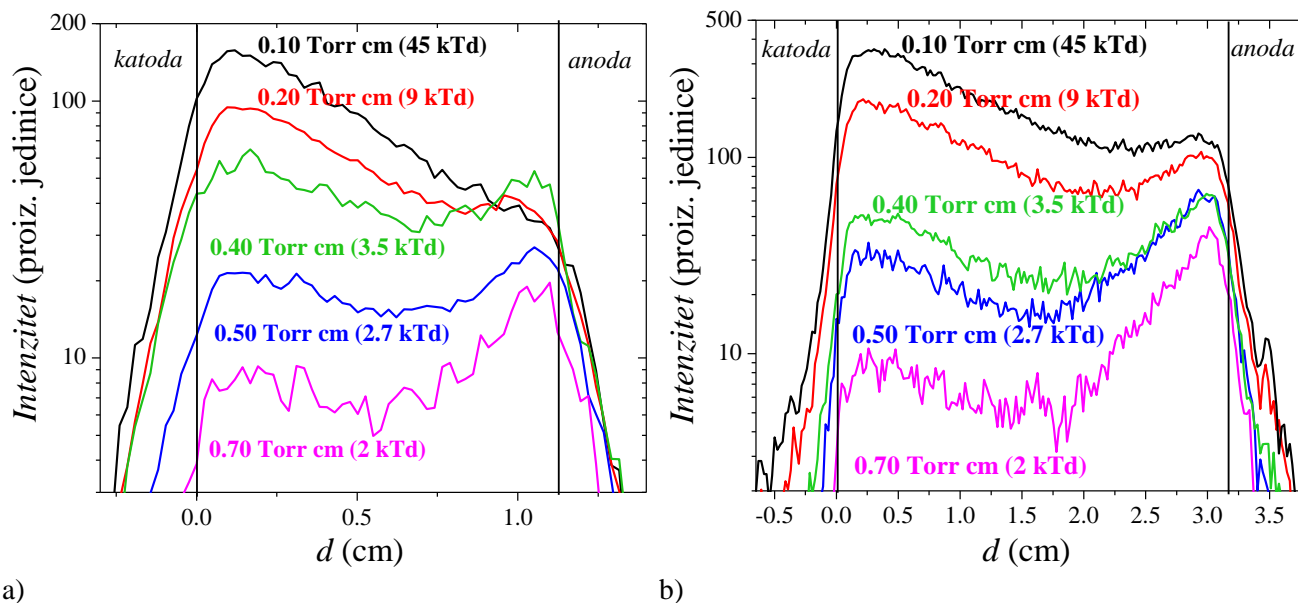 200
100
10
Intenzitet (proiz. jedinice)
katoda
anoda
0.10 Torr cm (45 kTd)
0.20 Torr cm (9 kTd)
0.40 Torr cm (3.5 kTd)
0.50 Torr cm (2.7 kTd)
0.70 Torr cm (2 kTd)
0.0 0.5 1.0
d (cm)
a)
500
100
10
Intenzitet (proiz. jedinice)
katoda
anoda
0.10 Torr cm (45 kTd)
0.20 Torr cm (9 kTd)
0.40 Torr cm (3.5 kTd)
0.50 Torr cm (2.7 kTd)
0.70 Torr cm (2 kTd)
-0.5 0.0 0.5 1.0 1.5 2.0 2.5 3.0 3.5
d (cm)
b)